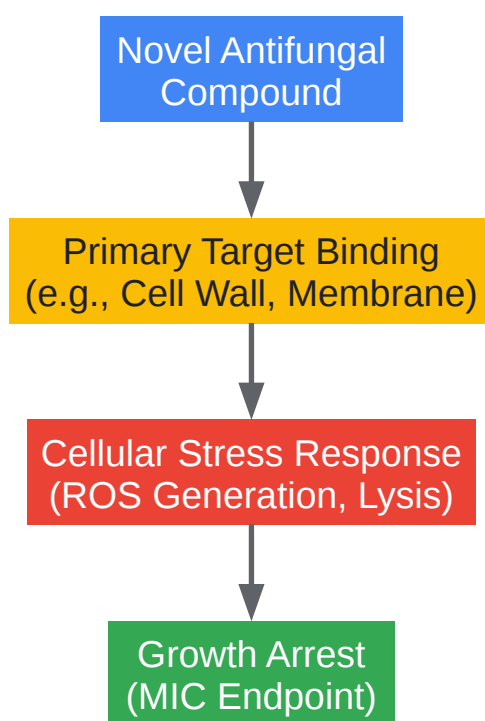 Novel Antifungal
Compound
Primary Target Binding
(e.g., Cell Wall, Membrane)
Cellular Stress Response
(ROS Generation, Lysis)
Growth Arrest
(MIC Endpoint)